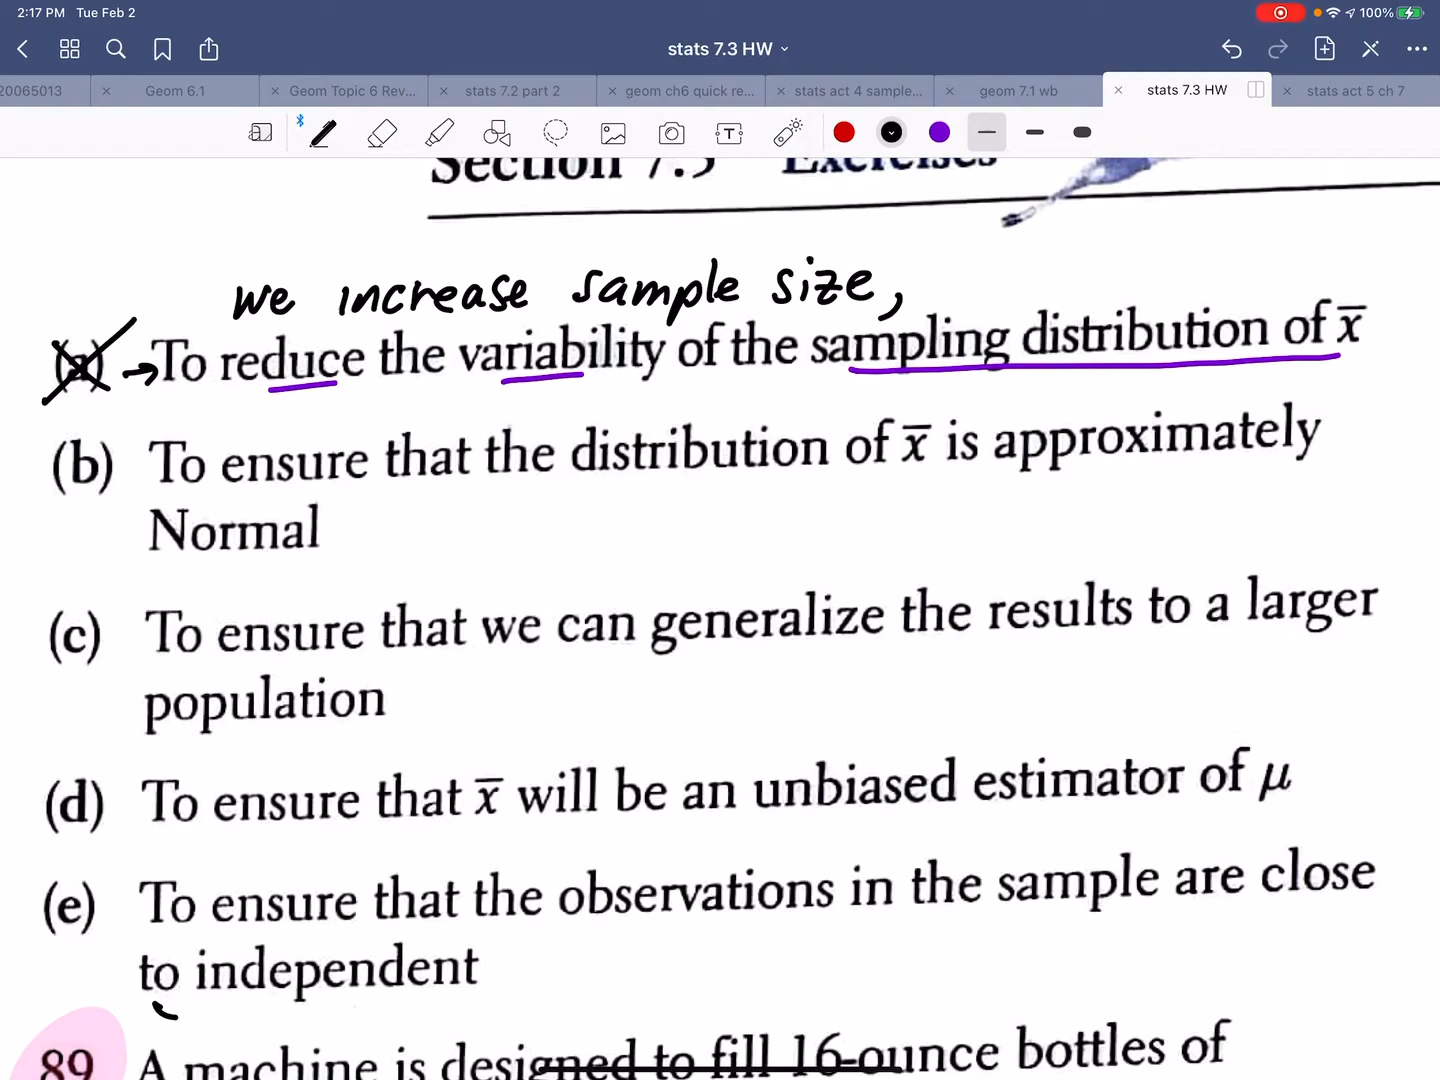 2:17 PM Tue Feb 2
100%
stats 7.3 HW
20065013
Geom 6.1
Geom Topic 6 Rev...
stats 7.2 part 2
geom ch6 quick re...
stats act 4 sample...
geom 7.1 wb
stats 7.3 HW
stats act 5 ch 7
Section 7.3 Exercises
we increase sample size,
(a) To reduce the variability of the sampling distribution of x̄
(b) To ensure that the distribution of x̄ is approximately
Normal
(c) To ensure that we can generalize the results to a larger
population
(d) To ensure that x̄ will be an unbiased estimator of μ
(e) To ensure that the observations in the sample are close
to independent
89 A machine is designed to fill 16-ounce bottles of